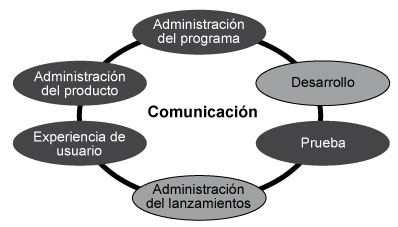 Administración
del programa
Desarrollo
Prueba
Administración
del lanzamientos
Experiencia de
usuario
Administración
del producto
Comunicación